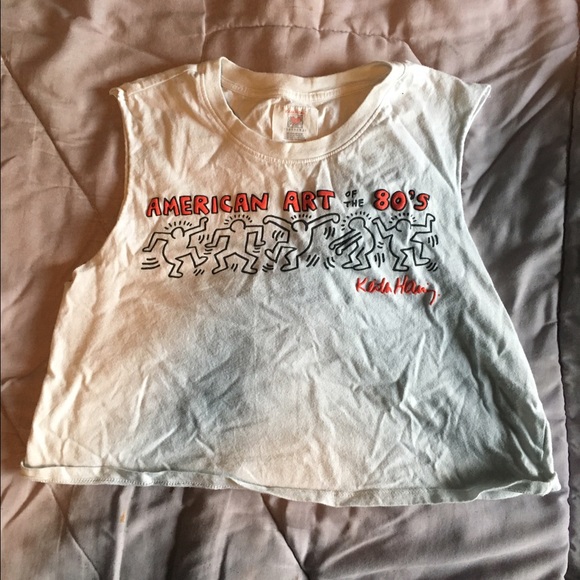 AMERICAN ART OF THE 80'S
Keith Haring